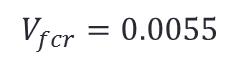 V_{fcr} = 0.0055